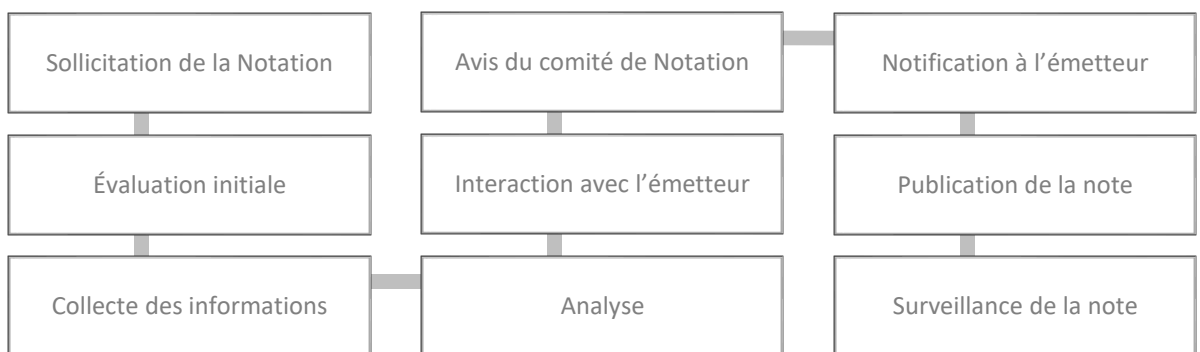 Sollicitation de la Notation
Évaluation initiale
Collecte des informations
Analyse
Interaction avec l’émetteur
Avis du comité de Notation
Notification à l’émetteur
Publication de la note
Surveillance de la note